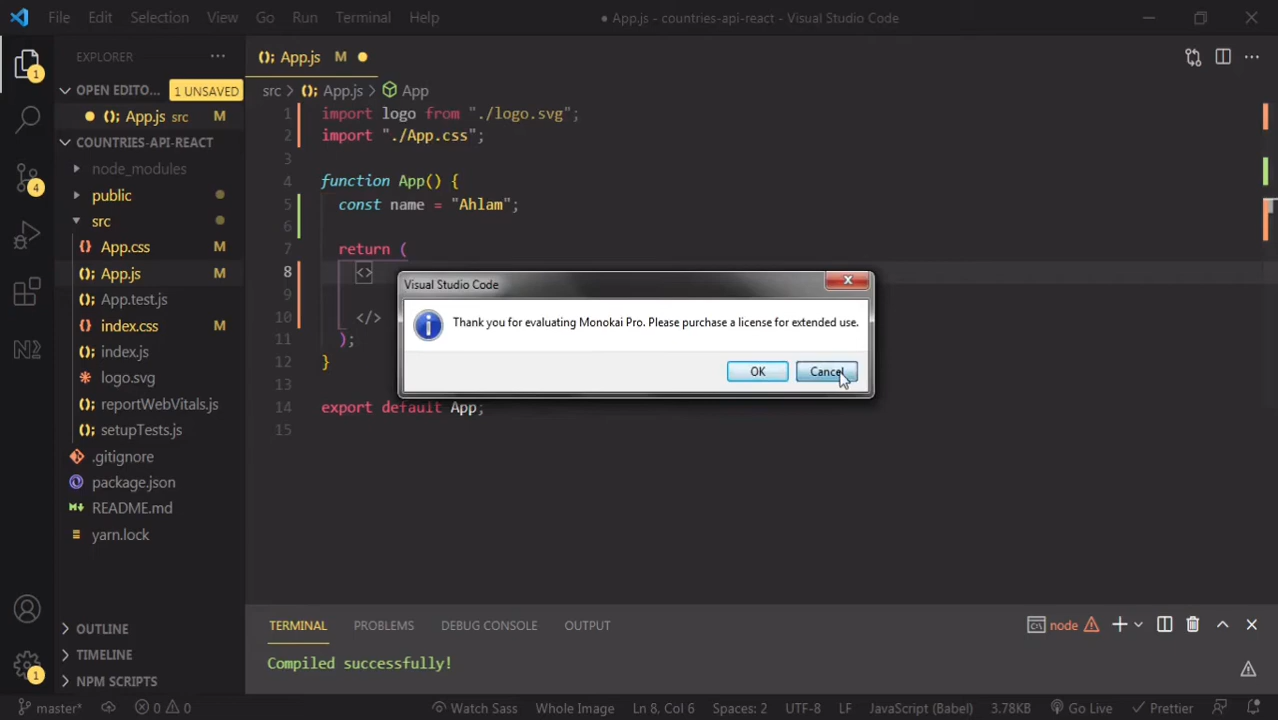 File Edit Selection View Go Run Terminal Help
● App.js - countries-api-react - Visual Studio Code
EXPLORER
OPEN EDITO... 1 UNSAVED
App.js src M
COUNTRIES-API-REACT
node_modules
public
src
App.css M
App.js M
App.test.js
index.css M
index.js
logo.svg
reportWebVitals.js
setupTests.js
.gitignore
package.json
README.md
yarn.lock
OUTLINE
TIMELINE
NPM SCRIPTS
1
4
1
App.js M
src > App.js > App
1 import logo from "./logo.svg";
2 import "./App.css";
3
4 function App() {
5 const name = "Ahlam";
6
7 return (
8 <>
9
10 </>
11 );
12 }
13
14 export default App;
15
Visual Studio Code
Thank you for evaluating Monokai Pro. Please purchase a license for extended use.
OK Cancel
TERMINAL PROBLEMS DEBUG CONSOLE OUTPUT
node
Compiled successfully!
master* 0 0 Watch Sass Whole Image Ln 8, Col 6 Spaces: 2 UTF-8 LF JavaScript (Babel) 3.78KB Go Live Prettier